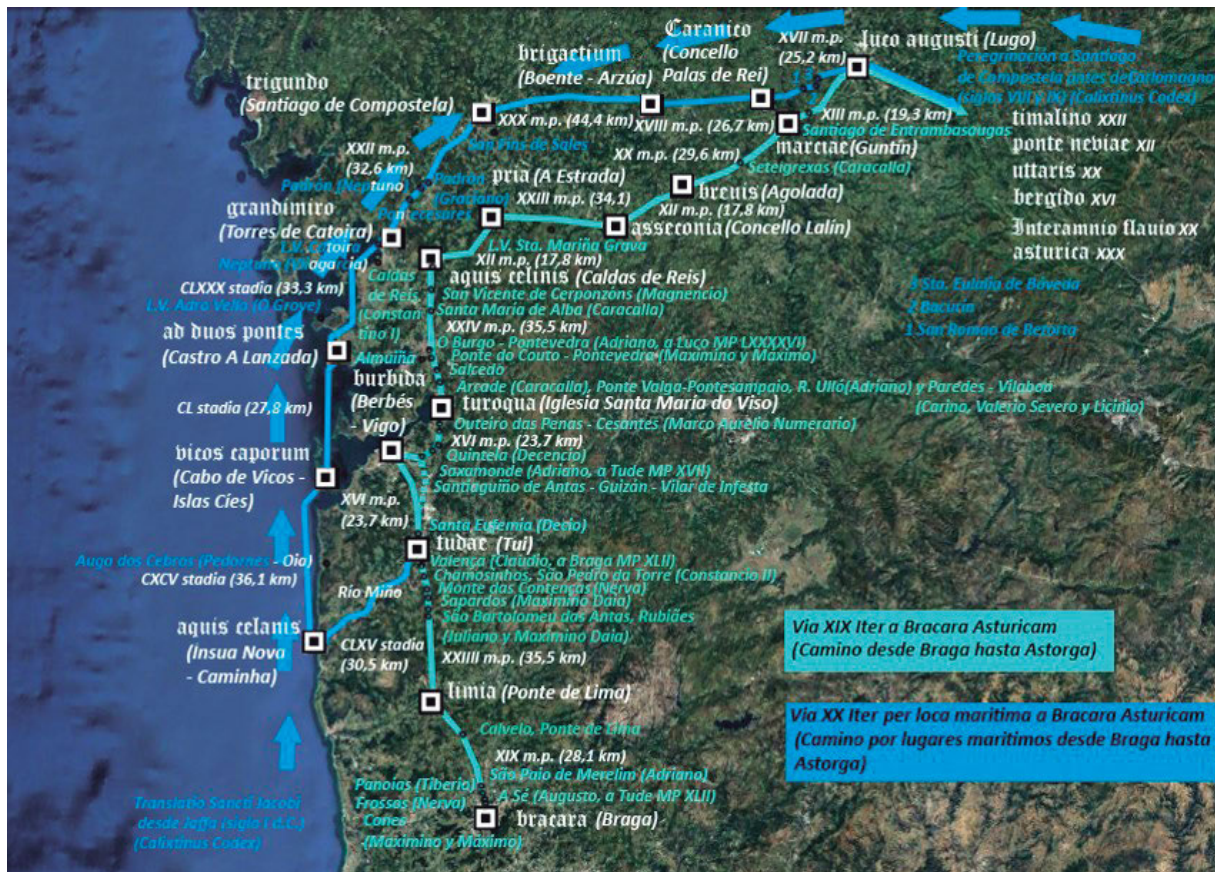 Caranico
(Concello
Palas de Rei)
XVII m.p.
(25,2 km)
luco augusti (Lugo)
Peregrinación a Santiago
de Compostela antes de Carlomagno
(siglos VIII y IX) (Calixtinus Codex)
brigaetium
(Boente - Arzúa)
trigundo
(Santiago de Compostela)
XXX m.p. (44,4 km)
XVIII m.p. (26,7 km)
XIII m.p. (19,3 km)
Santiago de Entrambasaugas
timalino XXII
ponte neviae XII
uttaris XX
bergido XVI
Interamnio flavio XX
asturica XXX
San Fins de Sales
marciae (Guntín)
Seteigrexas (Caracalla)
XXII m.p.
(32,6 km)
XX m.p. (29,6 km)
Padrón (Neptuno)
Padrón
(Graciano)
Pontecesures
pria (A Estrada)
XXIII m.p. (34,1)
breuis (Agolada)
XII m.p. (17,8 km)
asseconia (Concello Lalín)
grandimiro
(Torres de Catoira)
L.V. Catoira
Neptuno (Vilagarcía)
L.V. Sta. Mariña Grava
XII m.p. (17,8 km)
CLXXX stadia (33,3 km)
L.V. Adro Vello (O Grove)
Caldas
de Reis
(Constan
tino I)
aquis celinis (Caldas de Reis)
San Vicente de Cerponzóns (Magnencio)
Santa María de Alba (Caracalla)
XXIV m.p. (35,5 km)
3 Sta. Eulalia de Bóveda
2 Bacurín
1 San Romao de Retorta
ad duos pontes
(Castro A Lanzada)
Almuíña
O Burgo - Pontevedra (Adriano, a Luco MP LXXXXVI)
Ponte do Couto - Pontevedra (Maximino y Máximo)
Salcedo
Arcade (Caracalla), Ponte Valga-Pontesampaio, R. Ulló(Adriano) y Paredes - Vilaboa
(Carino, Valerio Severo y Licinio)
burbida
(Berbés
- Vigo)
CL stadia (27,8 km)
turoqua (Iglesia Santa Maria do Viso)
Outeiro das Penas - Cesantes (Marco Aurelio Numerario)
XVI m.p. (23,7 km)
Quintela (Decencio)
Saxamonde (Adriano, a Tude MP XVII)
Santiaguiño de Antas - Guizán - Vilar de Infesta
vicos caporum
(Cabo de Vicos -
Islas Cíes)
XVI m.p.
(23,7 km)
Santa Eufemia (Decio)
tudae (Tui)
Valença (Claudio, a Braga MP XLII)
Chamosinhos, São Pedro da Torre (Constancio II)
Monte das Contenças (Nerva)
Sapardos (Maximino Daia)
São Bartolomeu das Antas, Rubiães
(Juliano y Maximino Daia)
XXIIII m.p. (35,5 km)
Augo dos Cebros (Pedornes - Oia)
CXCV stadia (36,1 km)
Río Miño
aquis celanis
(Insua Nova
- Caminha)
CLXV stadia
(30,5 km)
Via XIX Iter a Bracara Asturicam
(Camino desde Braga hasta Astorga)
limia (Ponte de Lima)
Calvelo, Ponte de Lima
Via XX Iter per loca maritima a Bracara Asturicam
(Camino por lugares maritimos desde Braga hasta
Astorga)
XIX m.p. (28,1 km)
São Paio de Merelim (Adriano)
Panoias (Tiberio)
Frossos (Nerva)
Cones
(Maximino y Máximo)
A Sé (Augusto, a Tude MP XLII)
bracara (Braga)
Translatio Sancti Jacobi
desde Jaffa (siglo I d.C.)
(Calixtinus Codex)